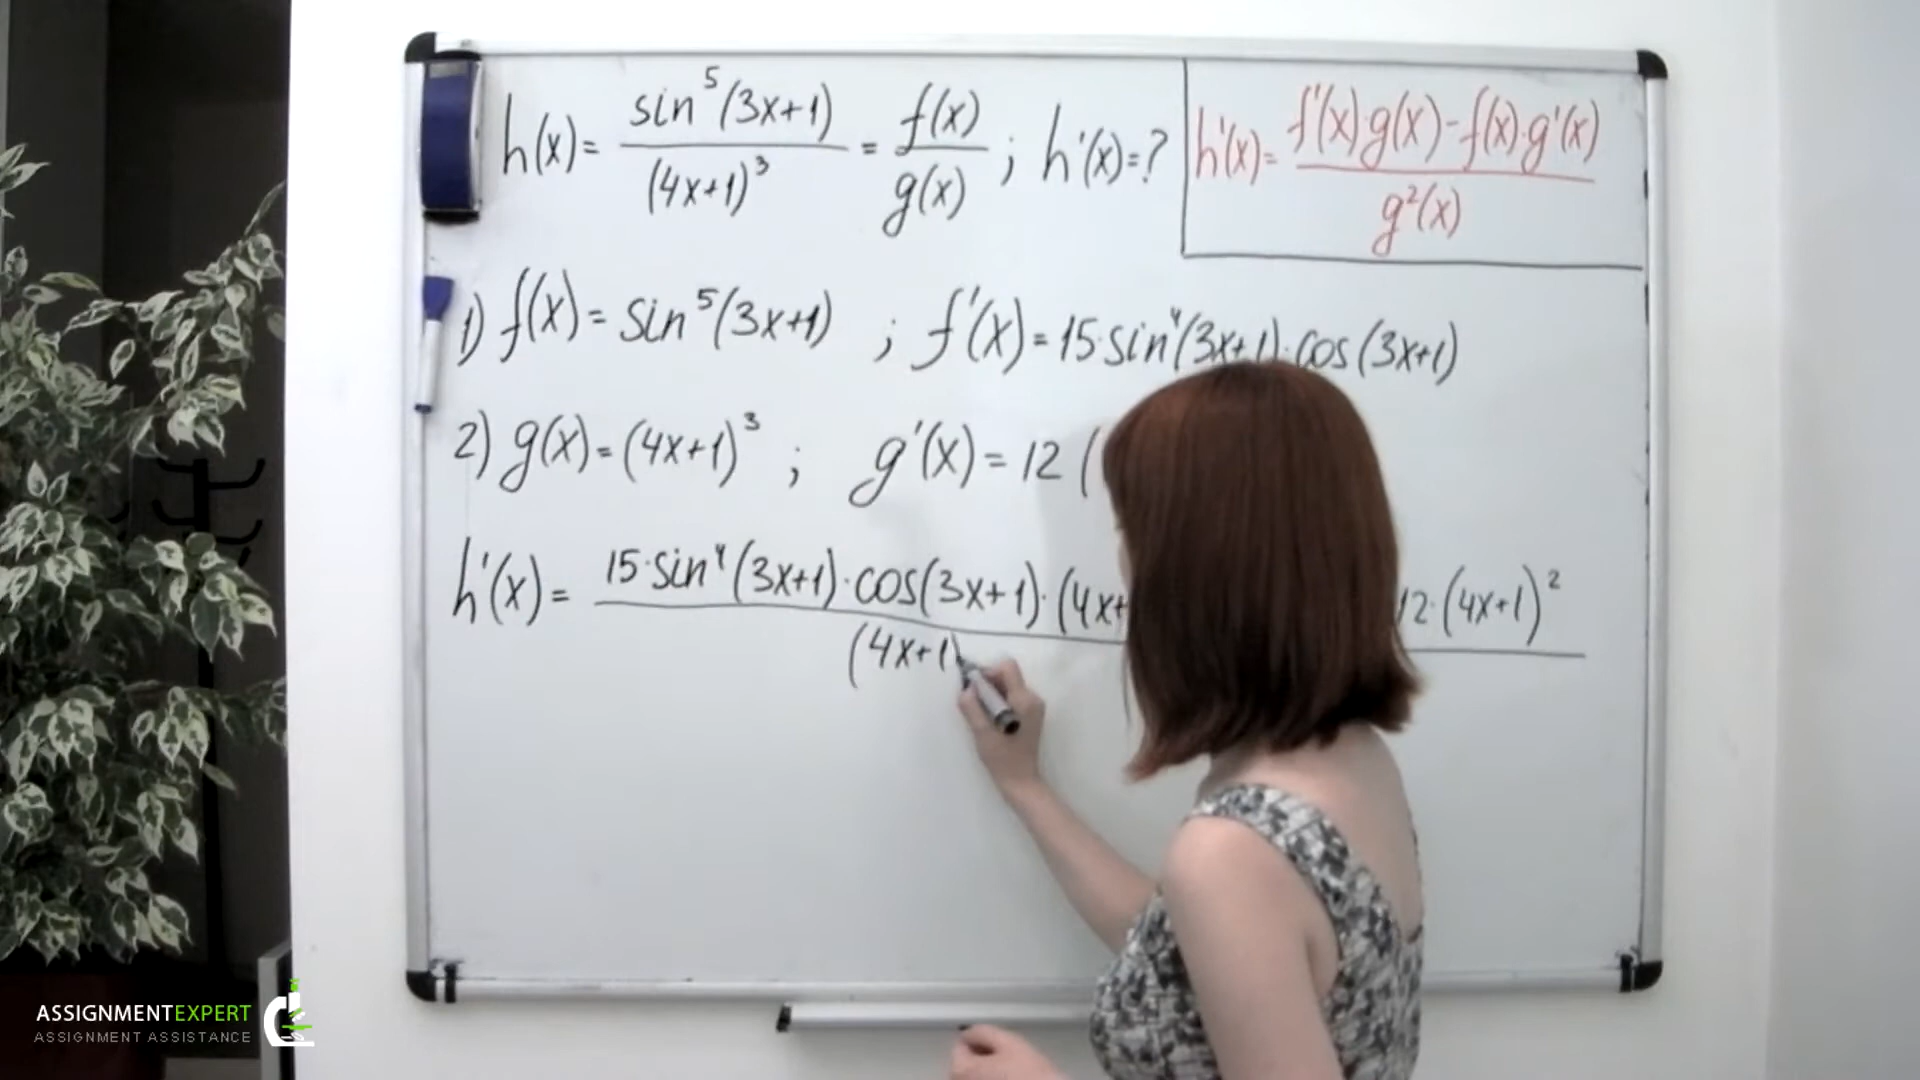 h(x) = sin⁵(3x+1) / (4x+1)³ = f(x) / g(x) ; h'(x) = ?
h'(x) = f'(x)·g(x) - f(x)·g'(x) / g²(x)
1) f(x) = sin⁵(3x+1) ; f'(x) = 15·sin⁴(3x+1)·cos(3x+1)
2) g(x) = (4x+1)³ ; g'(x) = 12 (
h'(x) = 15·sin⁴(3x+1)·cos(3x+1)·(4x+ 12·(4x+1)²
(4x+1)
ASSIGNMENTEXPERT
ASSIGNMENT ASSISTANCE